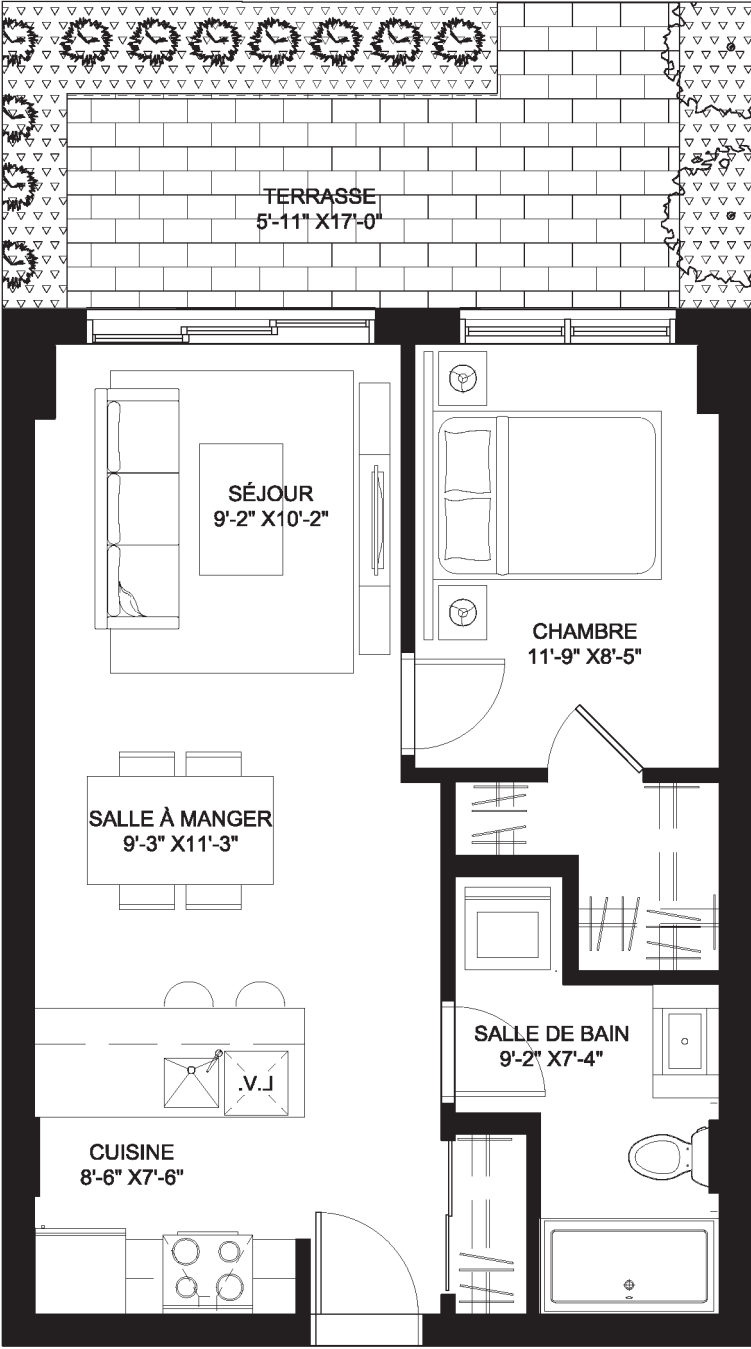 TERRASSE
5'-11" X17'-0"
SÉJOUR
9'-2" X10'-2"
CHAMBRE
11'-9" X8'-5"
SALLE À MANGER
9'-3" X11'-3"
SALLE DE BAIN
9'-2" X7'-4"
L.V.
CUISINE
8'-6" X7'-6"